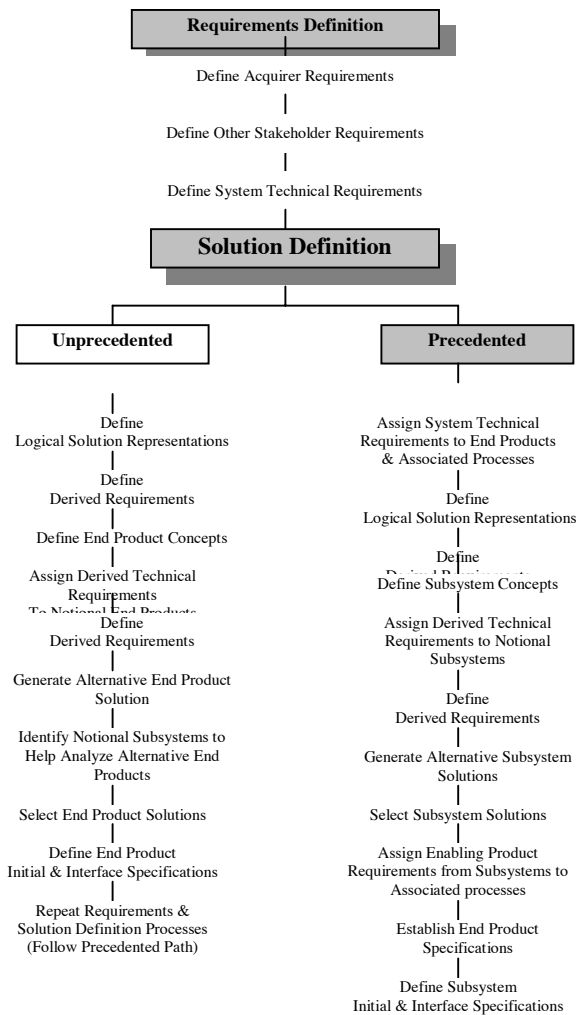 Requirements Definition
Define Acquirer Requirements
Define Other Stakeholder Requirements
Define System Technical Requirements
Solution Definition
Unprecedented
Define
Logical Solution Representations
Define
Derived Requirements
Define End Product Concepts
Assign Derived Technical
Requirements
To Notional End Products
Define
Derived Requirements
Generate Alternative End Product
Solution
Identify Notional Subsystems to
Help Analyze Alternative End
Products
Select End Product Solutions
Define End Product
Initial & Interface Specifications
Repeat Requirements &
Solution Definition Processes
(Follow Precedented Path)
Precedented
Assign System Technical
Requirements to End Products
& Associated Processes
Define
Logical Solution Representations
Define
Derived Requirements
Define Subsystem Concepts
Assign Derived Technical
Requirements to Notional
Subsystems
Define
Derived Requirements
Generate Alternative Subsystem
Solutions
Select Subsystem Solutions
Assign Enabling Product
Requirements from Subsystems to
Associated processes
Establish End Product
Specifications
Define Subsystem
Initial & Interface Specifications